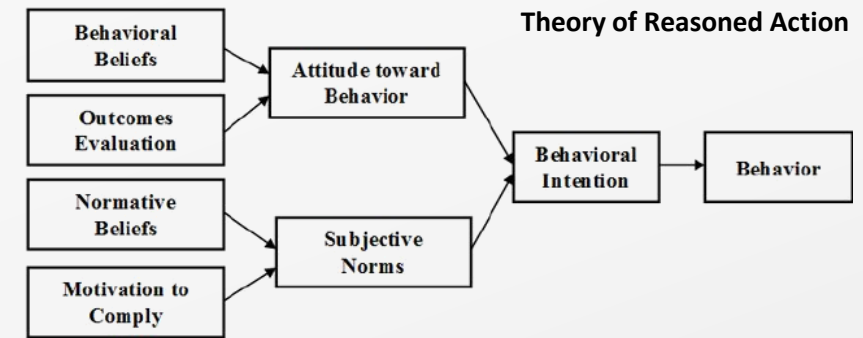 Theory of Reasoned Action
Behavioral
Beliefs
Outcomes
Evaluation
Normative
Beliefs
Motivation to
Comply
Attitude toward
Behavior
Subjective
Norms
Behavioral
Intention
Behavior